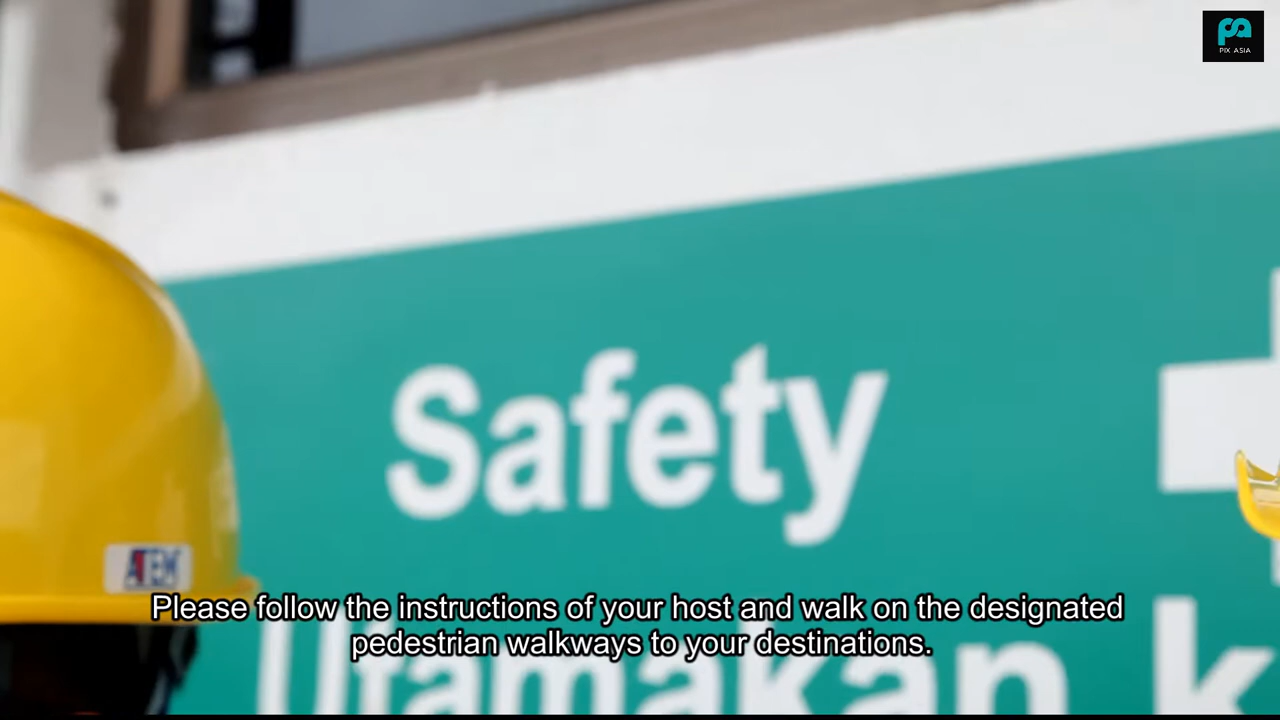 PIX ASIA
Safety
ATEM
Utamakan k
Please follow the instructions of your host and walk on the designated
pedestrian walkways to your destinations.